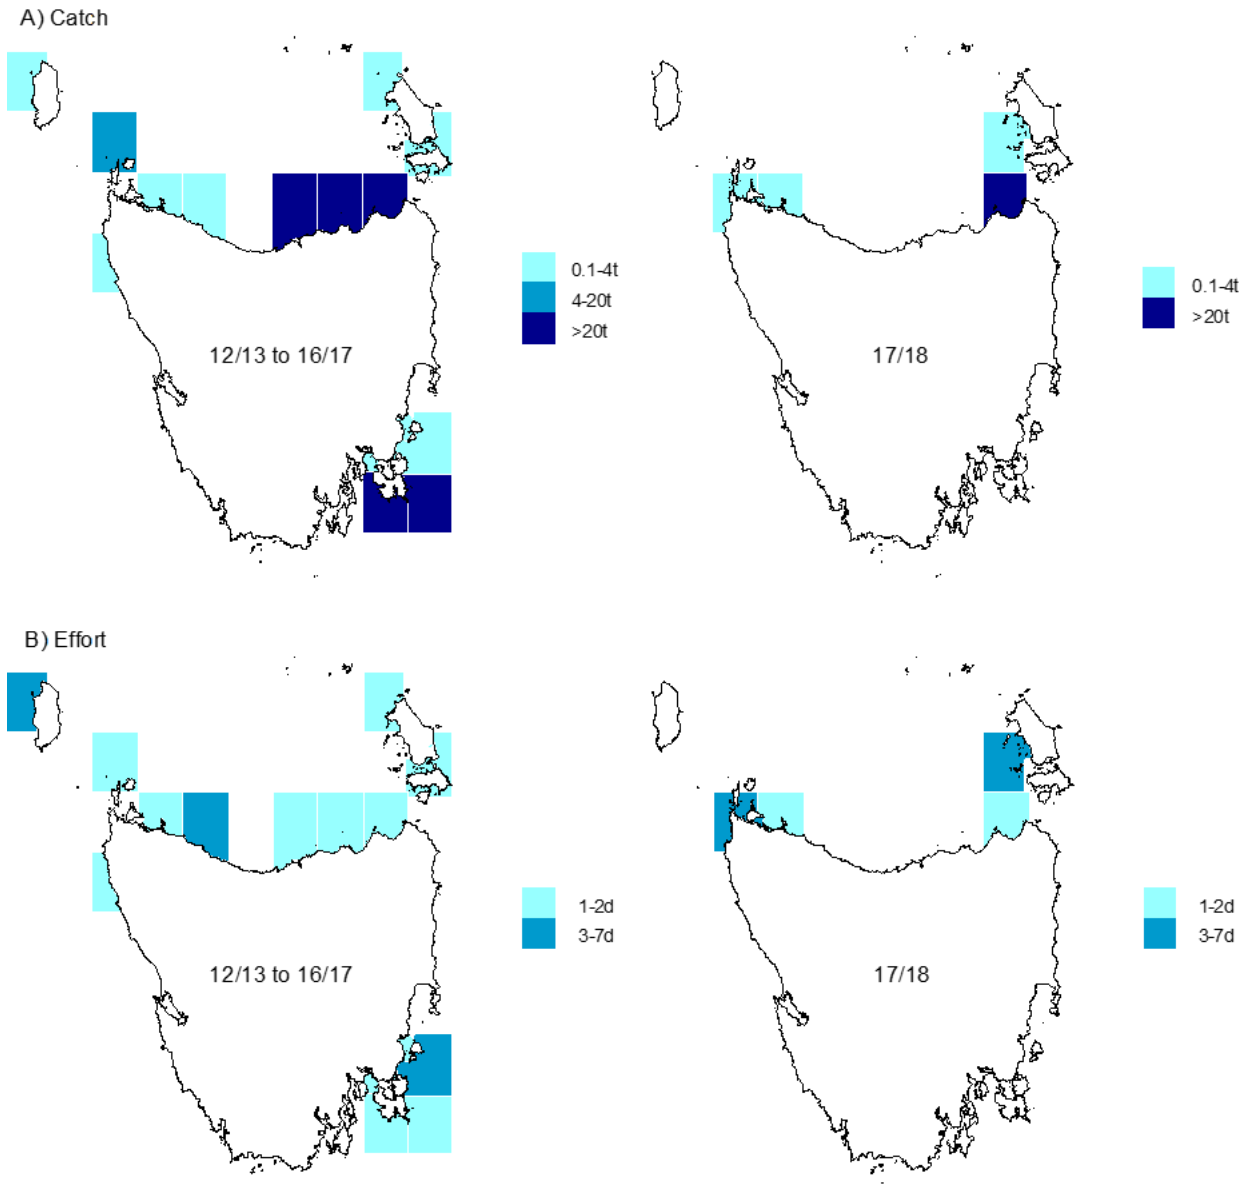 A) Catch
0.1-4t
4-20t
>20t
12/13 to 16/17
0.1-4t
>20t
17/18
B) Effort
1-2d
3-7d
12/13 to 16/17
1-2d
3-7d
17/18